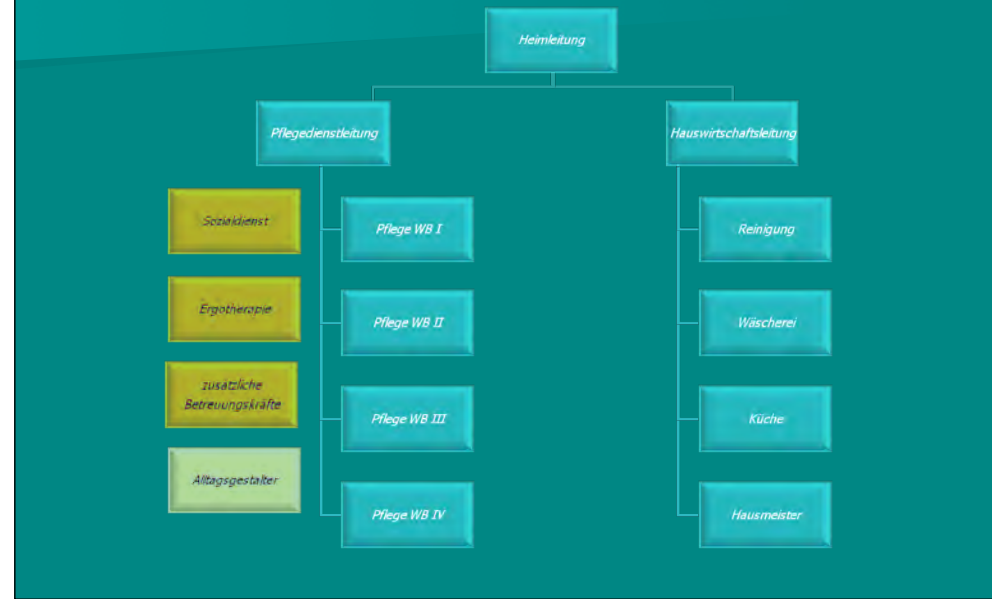 Heimleitung
Pflegedienstleitung
Hauswirtschaftsleitung
Sozialdienst
Ergotherapie
zusätzliche
Betreuungskräfte
Alltagsgestalter
Pflege WB I
Pflege WB II
Pflege WB III
Pflege WB IV
Reinigung
Wäscherei
Küche
Hausmeister